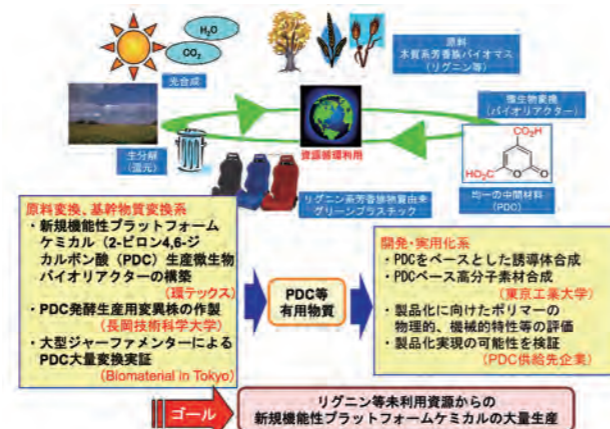 H₂O
CO₂
光合成
原料
木質系芳香族バイオマス
（リグニン等）
微生物変換
（バイオリアクター）
CO₂H
HO₂C
O
O
資源循環利用
生分解
（還元）
リグニン系芳香族物質由来
グリーンプラスチック
均一の中間材料
（PDC）
原料変換、基幹物質変換系
・新規機能性プラットフォーム
ケミカル（2-ピロン4,6-ジ
カルボン酸（PDC）生産微生物
バイオリアクターの構築
（環テックス）
・PDC発酵生産用変異株の作製
（長岡技術科学大学）
・大型ジャーファメンターによる
PDC大量変換実証
（Biomaterial in Tokyo）
PDC等
有用物質
開発・実用化系
・PDCをベースとした誘導体合成
・PDCベース高分子素材合成
（東京工業大学）
・製品化に向けたポリマーの
物理的、機械的特性等の評価
・製品化実現の可能性を検証
（PDC供給先企業）
ゴール
リグニン等未利用資源からの
新規機能性プラットフォームケミカルの大量生産